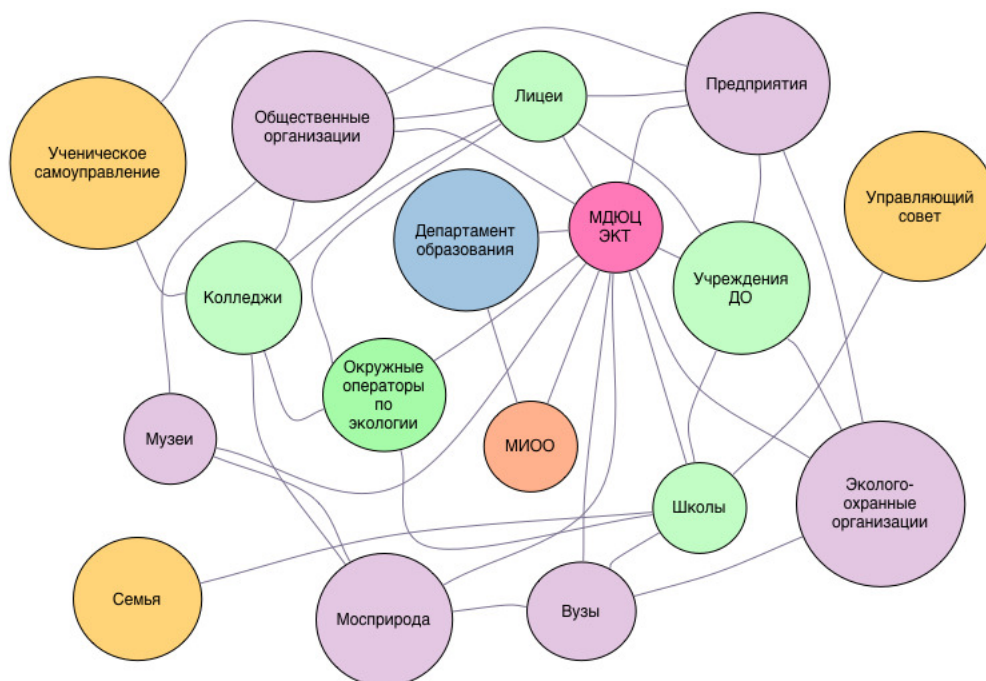 Предприятия
Лицеи
Общественные
организации
Ученическое
самоуправление
Управляющий
совет
МДЮЦ
ЭКТ
Департамент
образования
Учреждения
ДО
Колледжи
Окружные
операторы
по
экологии
Музеи
МИОО
Эколого-
охранные
организации
Школы
Семья
Мосприрода
Вузы